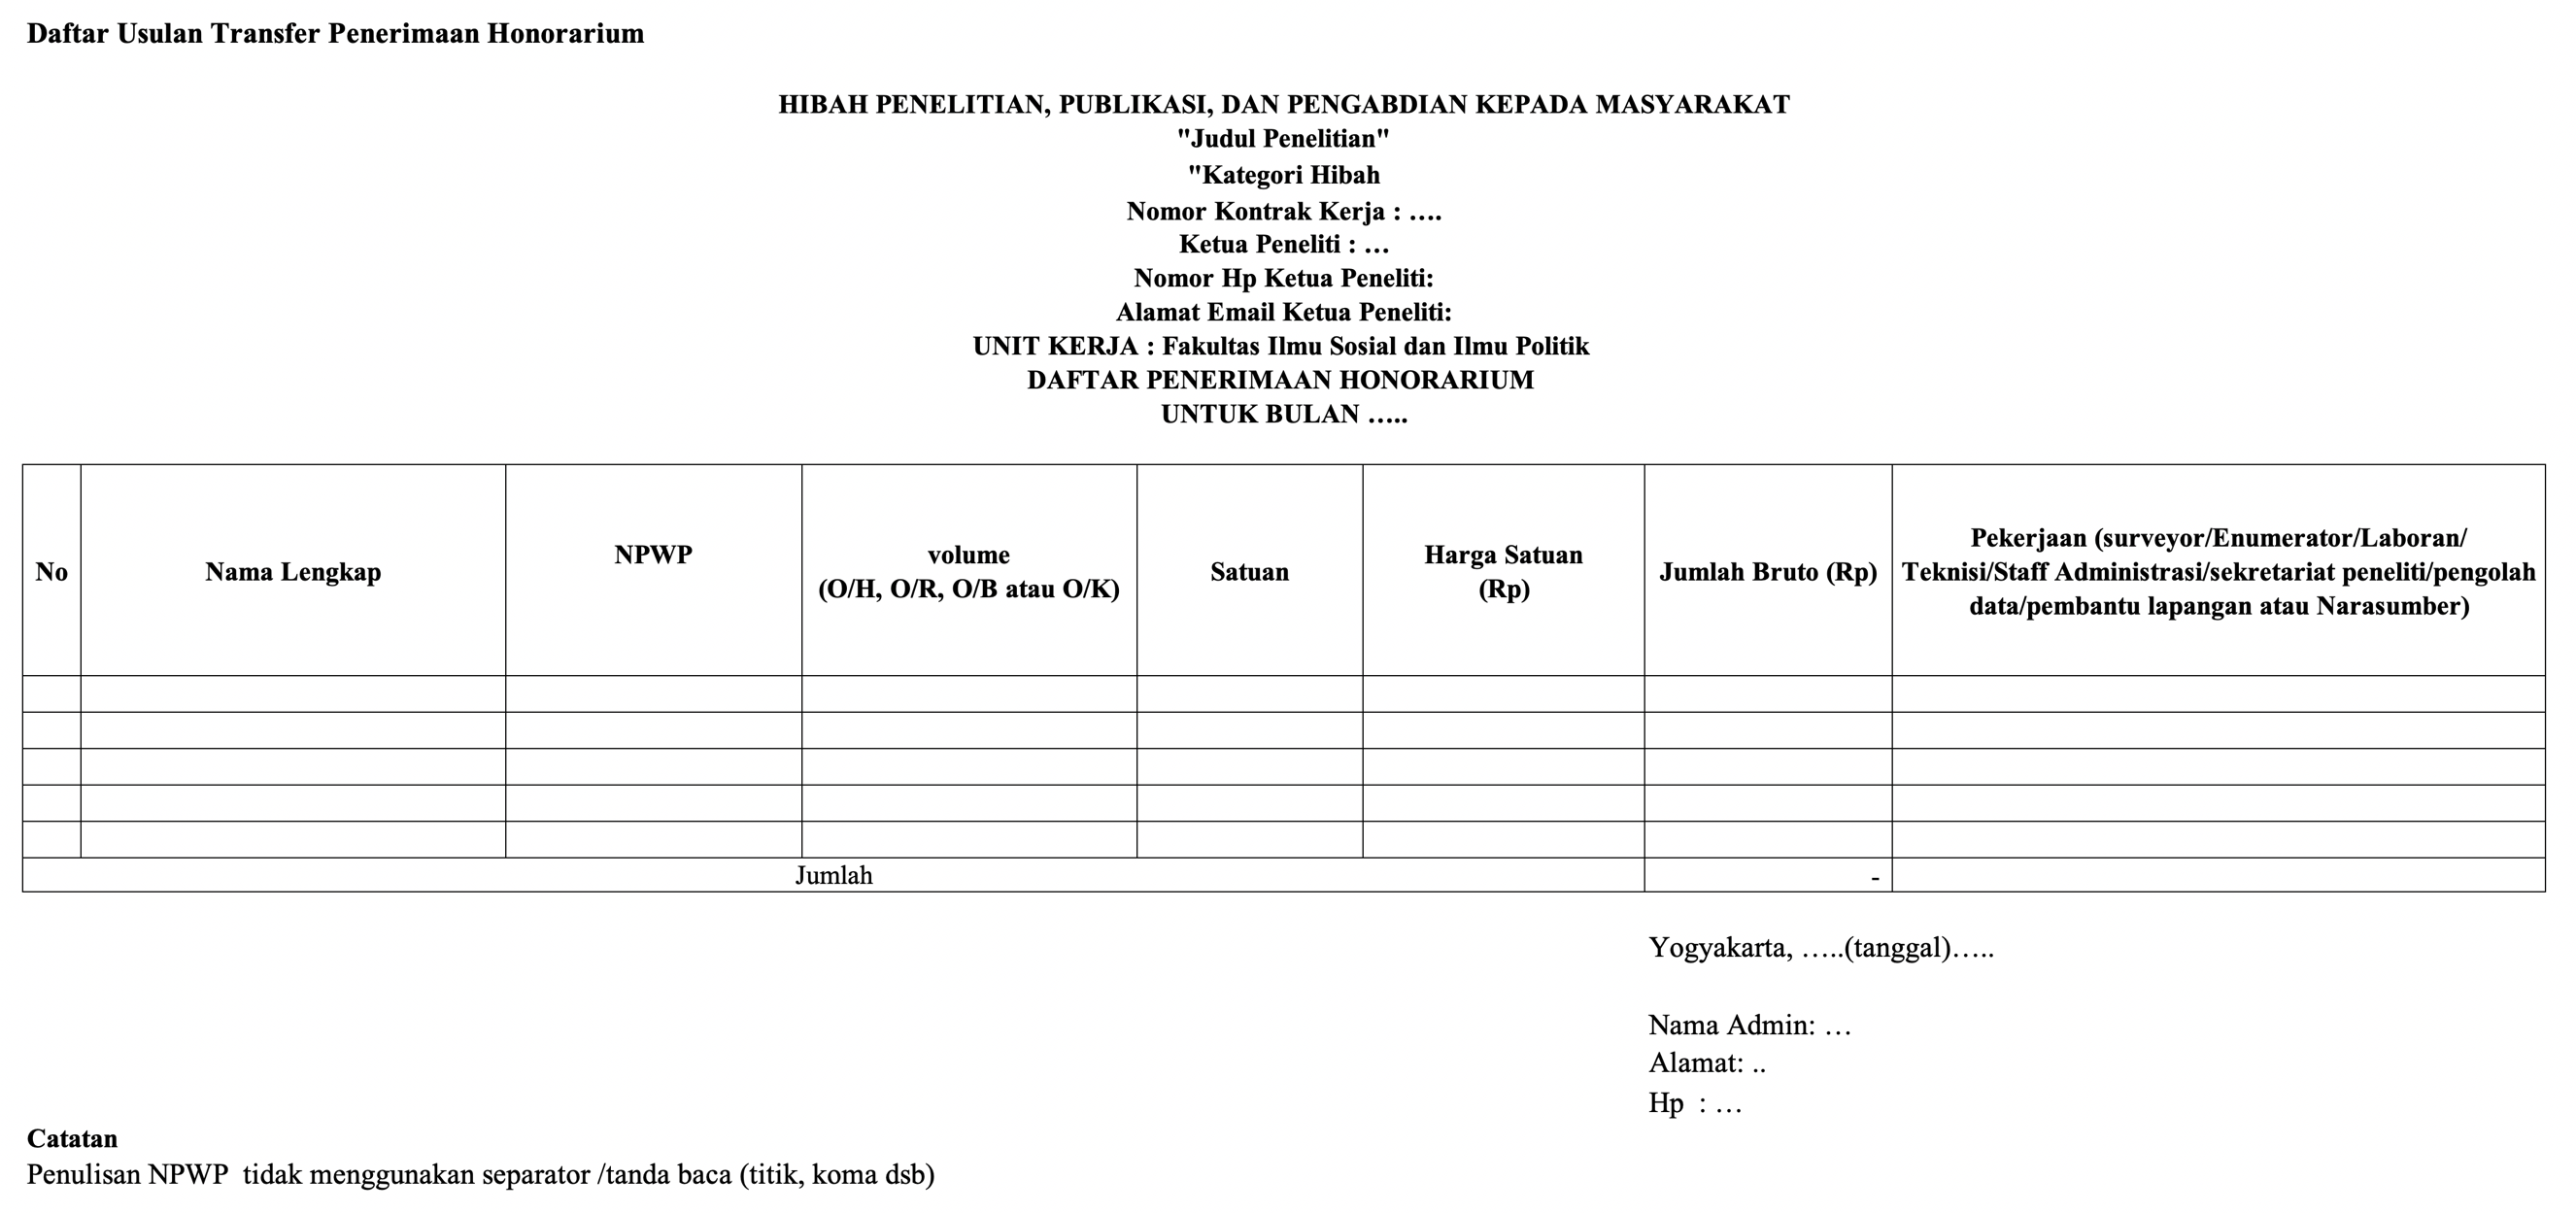 Daftar Usulan Transfer Penerimaan Honorarium
HIBAH PENELITIAN, PUBLIKASI, DAN PENGABDIAN KEPADA MASYARAKAT
"Judul Penelitian"
"Kategori Hibah
Nomor Kontrak Kerja : ….
Ketua Peneliti : …
Nomor Hp Ketua Peneliti:
Alamat Email Ketua Peneliti:
UNIT KERJA : Fakultas Ilmu Sosial dan Ilmu Politik
DAFTAR PENERIMAAN HONORARIUM
UNTUK BULAN …..
No
Nama Lengkap
NPWP
volume
(O/H, O/R, O/B atau O/K)
Satuan
Harga Satuan
(Rp)
Jumlah Bruto (Rp)
Pekerjaan (surveyor/Enumerator/Laboran/
Teknisi/Staff Administrasi/sekretariat peneliti/pengolah
data/pembantu lapangan atau Narasumber)
Jumlah -
Yogyakarta, …..(tanggal)…..
Nama Admin: …
Alamat: ..
Hp  : …
Catatan
Penulisan NPWP  tidak menggunakan separator /tanda baca (titik, koma dsb)